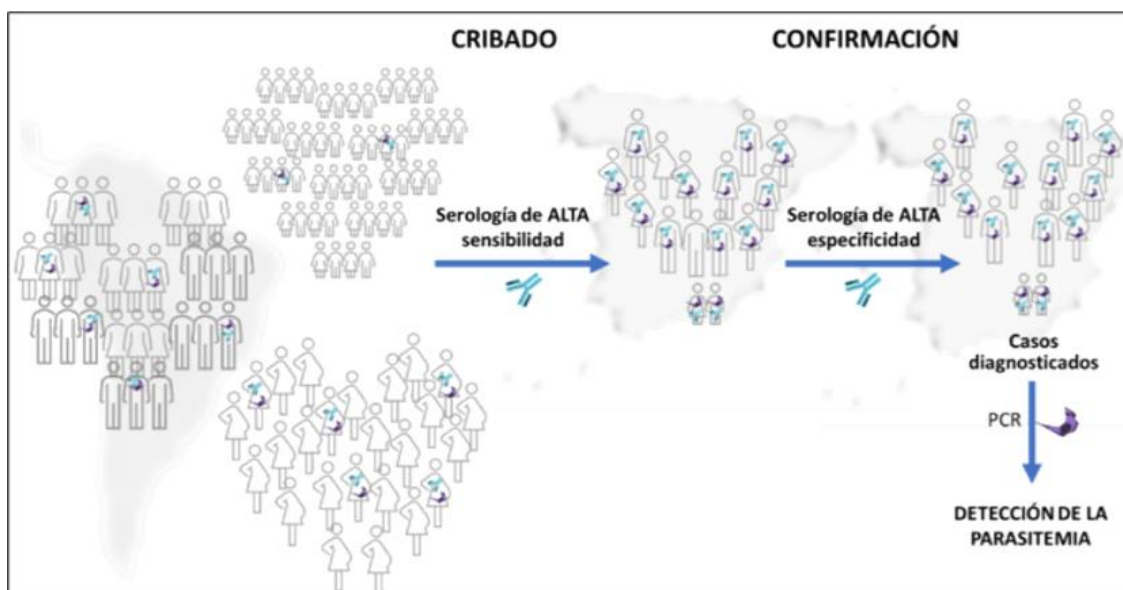 CRIBADO
CONFIRMACIÓN
Serología de ALTA
sensibilidad
Serología de ALTA
especificidad
Casos
diagnosticados
PCR
DETECCIÓN DE LA
PARASITEMIA